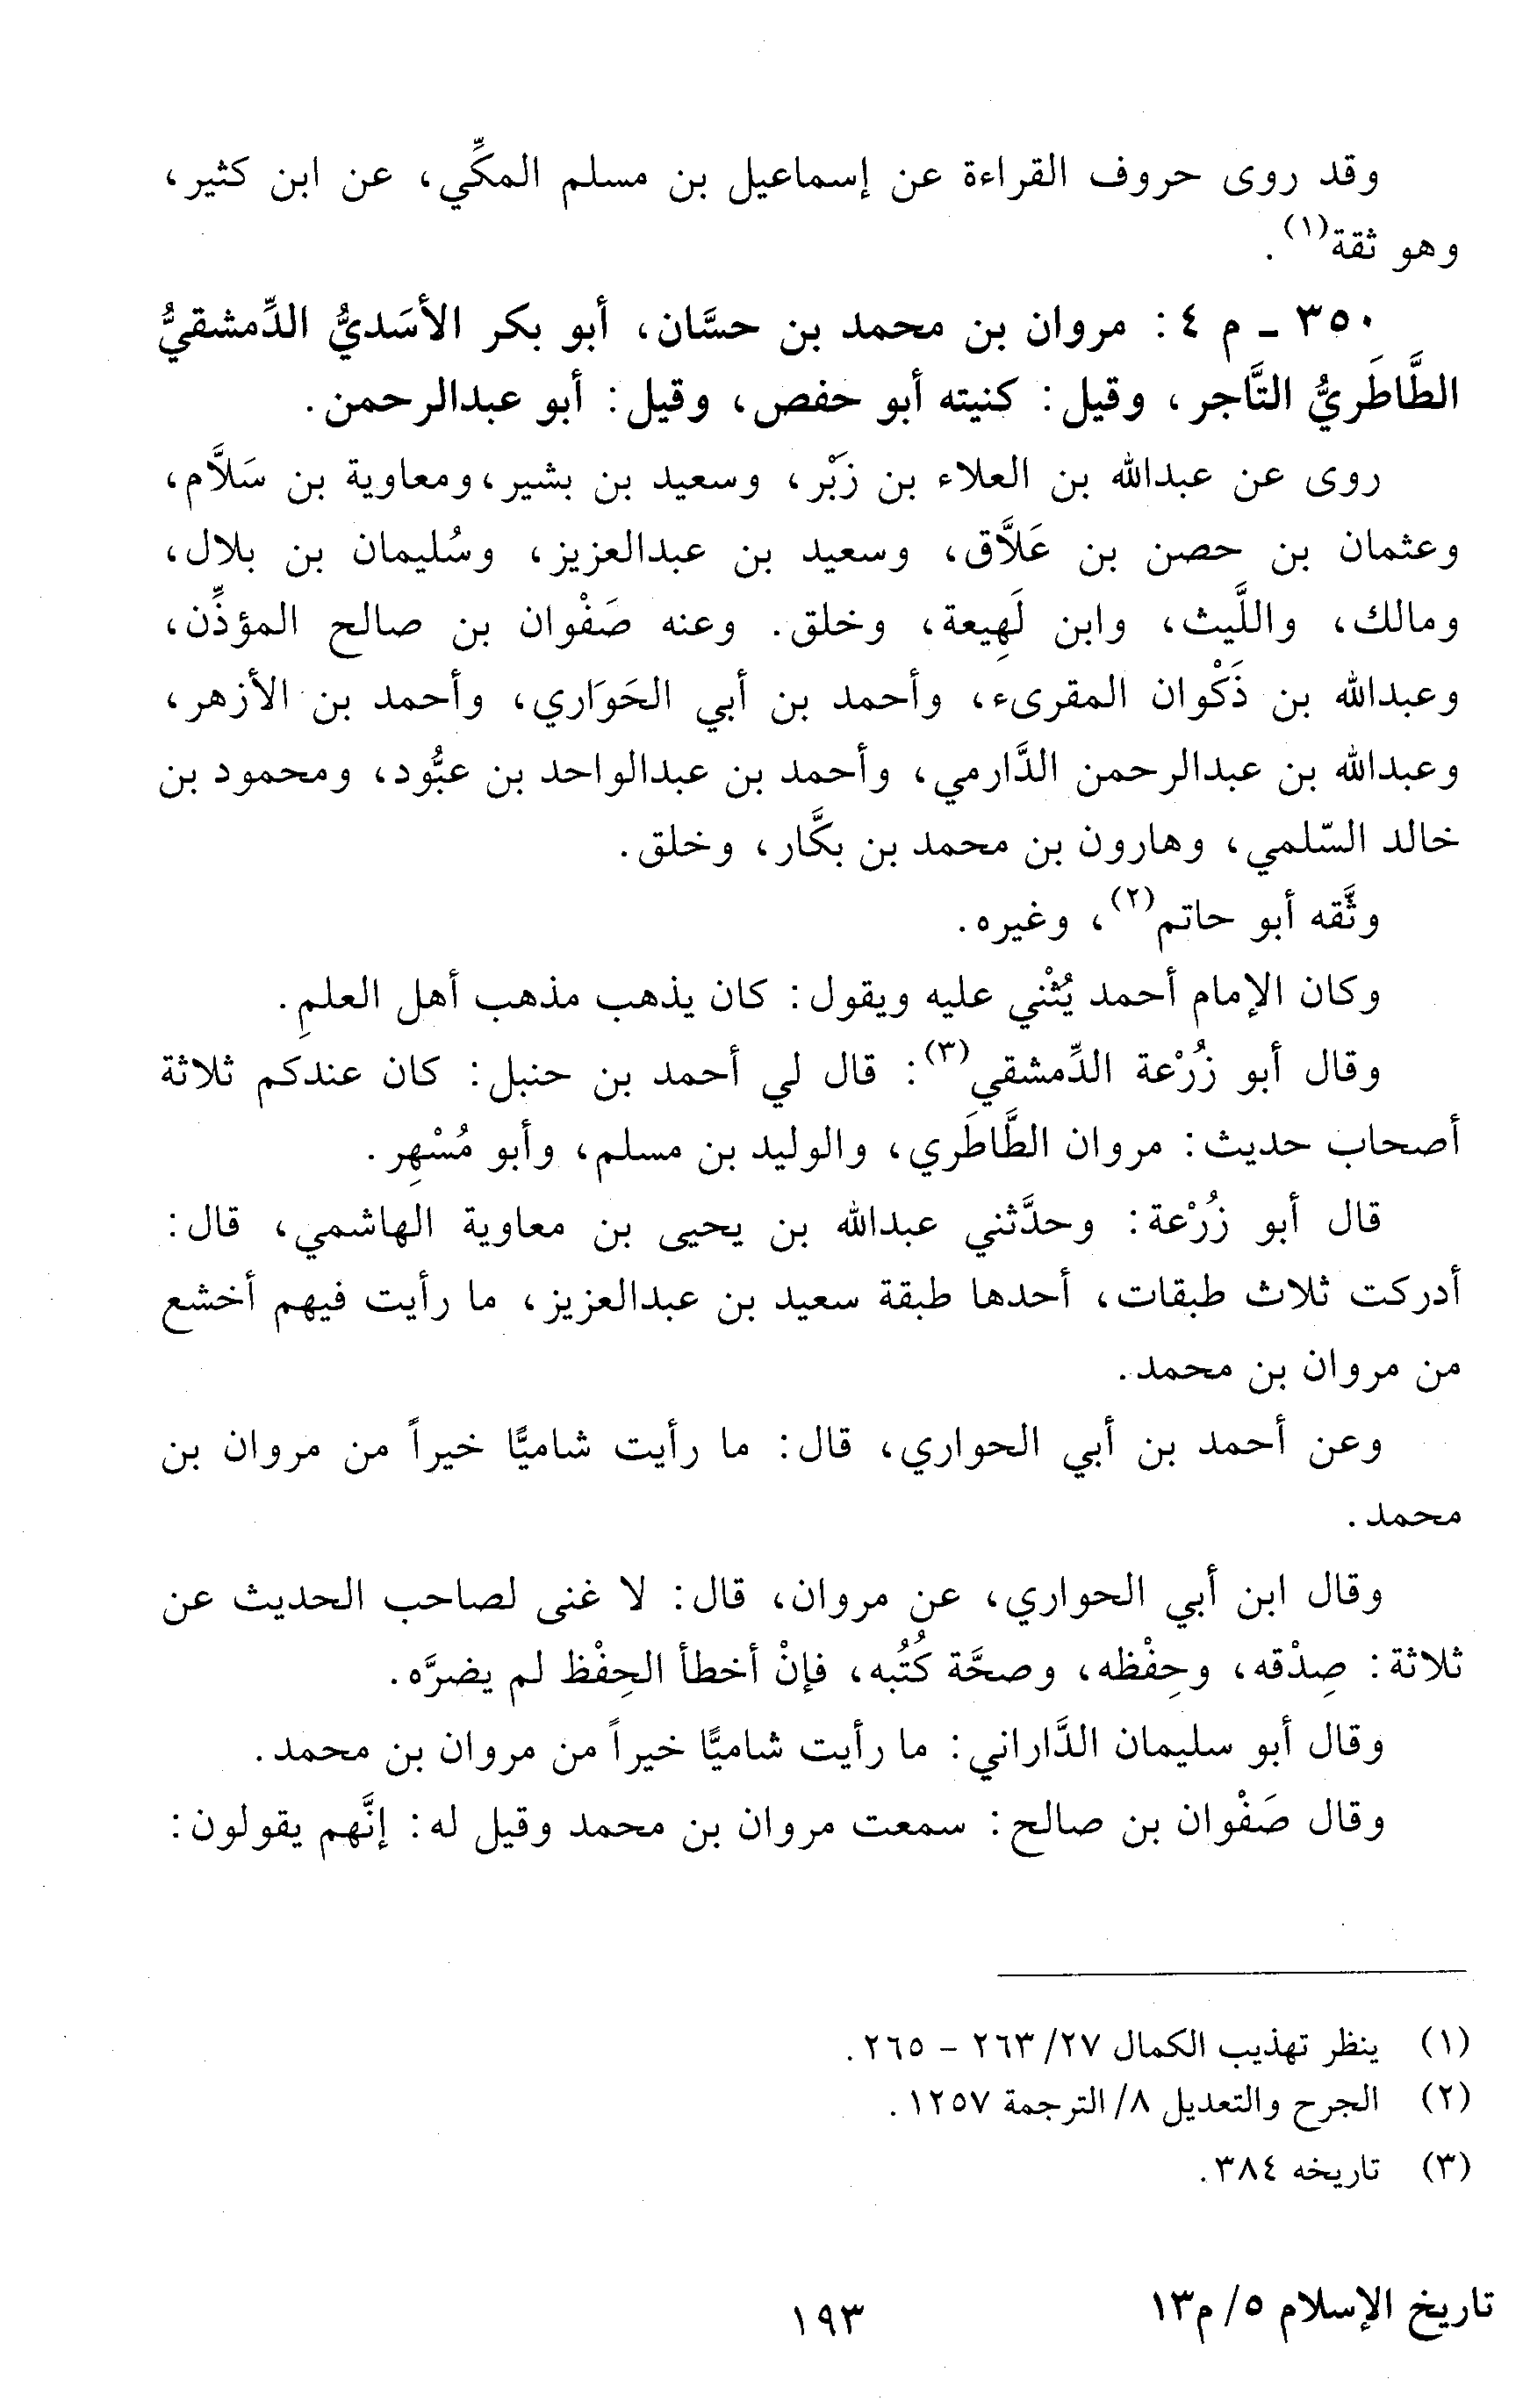 وقد روى حروف القراءة عن إسماعيل بن مسلم المكِّي، عن ابن كثير،
وهو ثقة(١).
٣٥٠ ـ م ٤: مروان بن محمد بن حسَّان، أبو بكر الأسَديُّ الدِّمشقيُّ
الطَّاطَريُّ التَّاجر، وقيل: كنيته أبو حفص، وقيل: أبو عبدالرحمن.
روى عن عبدالله بن العلاء بن زَبْر، وسعيد بن بشير، ومعاوية بن سَلاَّم،
وعثمان بن حصن بن عَلاَّق، وسعيد بن عبدالعزيز، وسُليمان بن بلال،
ومالك، واللَّيث، وابن لَهِيعة، وخلق. وعنه صَفْوان بن صالح المؤذِّن،
وعبدالله بن ذَكْوان المقرىء، وأحمد بن أبي الحَوَاري، وأحمد بن الأزهر،
وعبدالله بن عبدالرحمن الدَّارمي، وأحمد بن عبدالواحد بن عبُّود، ومحمود بن
خالد السّلمي، وهارون بن محمد بن بكَّار، وخلق.
وثَّقه أبو حاتم(٢)، وغيره.
وكان الإمام أحمد يُثْني عليه ويقول: كان يذهب مذهب أهل العلمِ.
وقال أبو زُرْعة الدِّمشقي(٣): قال لي أحمد بن حنبل: كان عندكم ثلاثة
أصحاب حديث: مروان الطَّاطَري، والوليد بن مسلم، وأبو مُسْهِر.
قال أبو زُرْعة: وحدَّثني عبدالله بن يحيى بن معاوية الهاشمي، قال:
أدركت ثلاث طبقات، أحدها طبقة سعيد بن عبدالعزيز، ما رأيت فيهم أخشع
من مروان بن محمد.
وعن أحمد بن أبي الحواري، قال: ما رأيت شاميًّا خيراً من مروان بن
محمد.
وقال ابن أبي الحواري، عن مروان، قال: لا غنى لصاحب الحديث عن
ثلاثة: صِدْقه، وحِفْظه، وصحَّة كُتُبه، فإنْ أخطأ الحِفْظ لم يضرَّه.
وقال أبو سليمان الدَّاراني: ما رأيت شاميًّا خيراً من مروان بن محمد.
وقال صَفْوان بن صالح: سمعت مروان بن محمد وقيل له: إنَّهم يقولون:
(١) ينظر تهذيب الكمال ٢٧/ ٢٦٣ - ٢٦٥.
(٢) الجرح والتعديل ٨/ الترجمة ١٢٥٧.
(٣) تاريخه ٣٨٤.
تاريخ الإسلام ٥/ م١٣
١٩٣